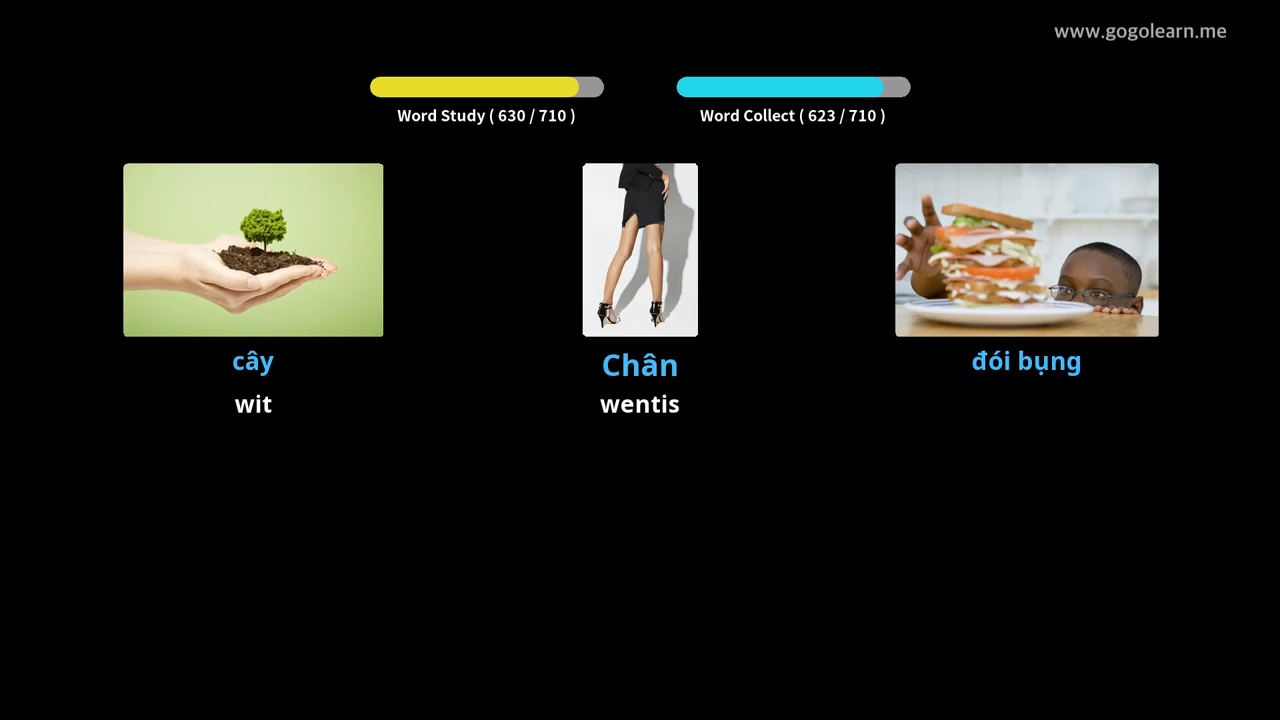 www.gogolearn.me
Word Study ( 630 / 710 )
Word Collect ( 623 / 710 )
cây
Chân
đói bụng
wit
wentis